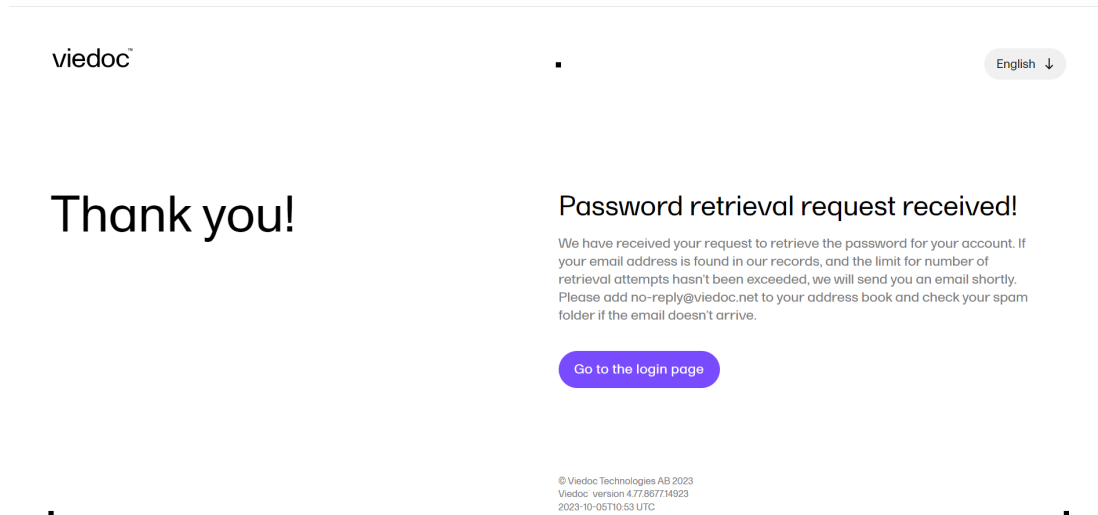 viedoc™
English ↓
Thank you!
Password retrieval request received!
We have received your request to retrieve the password for your account. If
your email address is found in our records, and the limit for number of
retrieval attempts hasn't been exceeded, we will send you an email shortly.
Please add no-reply@viedoc.net to your address book and check your spam
folder if the email doesn't arrive.
Go to the login page
© Viedoc Technologies AB 2023
Viedoc version 4.77.8677.14923
2023-10-05T10:53 UTC